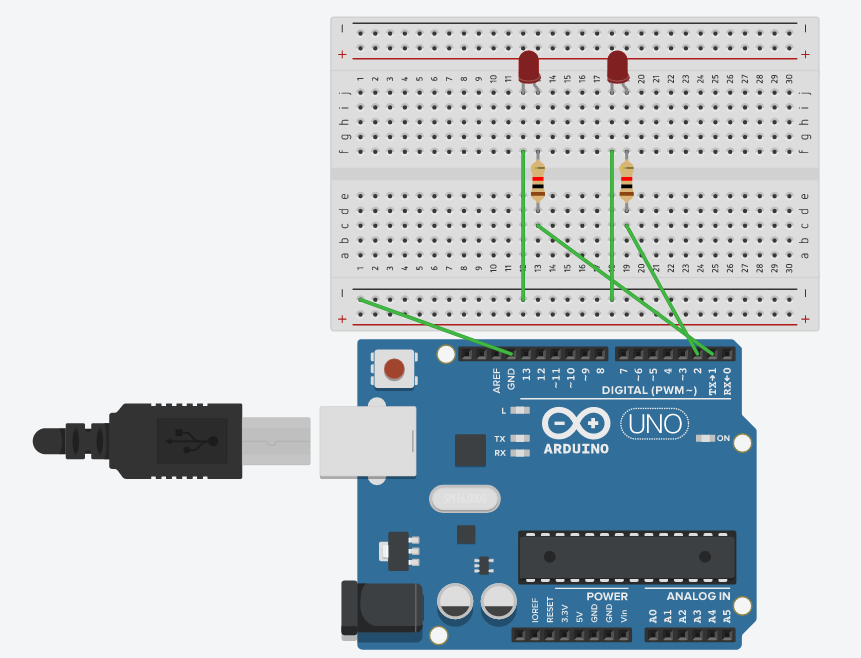 − −
+ +
1 2 3 4 5 6 7 8 9 10 11 12 13 14 15 16 17 18 19 20 21 22 23 24 25 26 27 28 29 30
j j
i i
h h
g g
f f
e e
d d
c c
b b
a a
1 2 3 4 5 6 7 8 9 10 11 13 14 15 16 17 19 20 21 22 23 24 25 26 27 28 29 30
− −
+ +
AREF GND 13 12 ~11 ~10 ~9 8 7 ~6 ~5 4 ~3 2 TX→1 RX←0
DIGITAL (PWM~)
L
TX
RX
ARDUINO
UNO
ON
POWER ANALOG IN
IOREF RESET 3.3V 5V GND GND Vin A0 A1 A2 A3 A4 A5